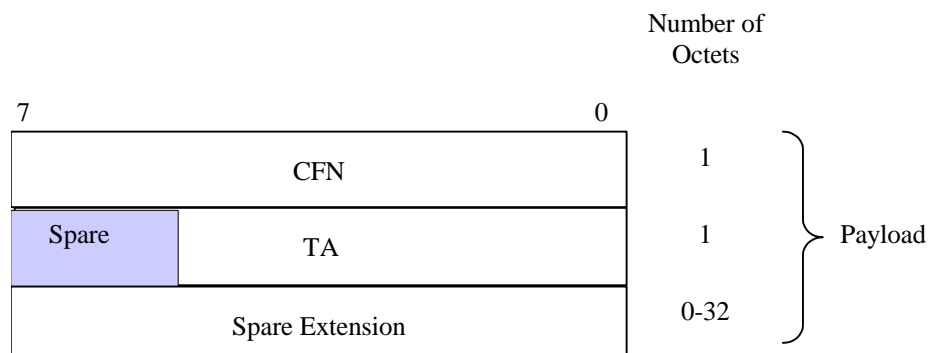 Number of
Octets
7 0
CFN 1
Spare TA 1 Payload
Spare Extension 0-32